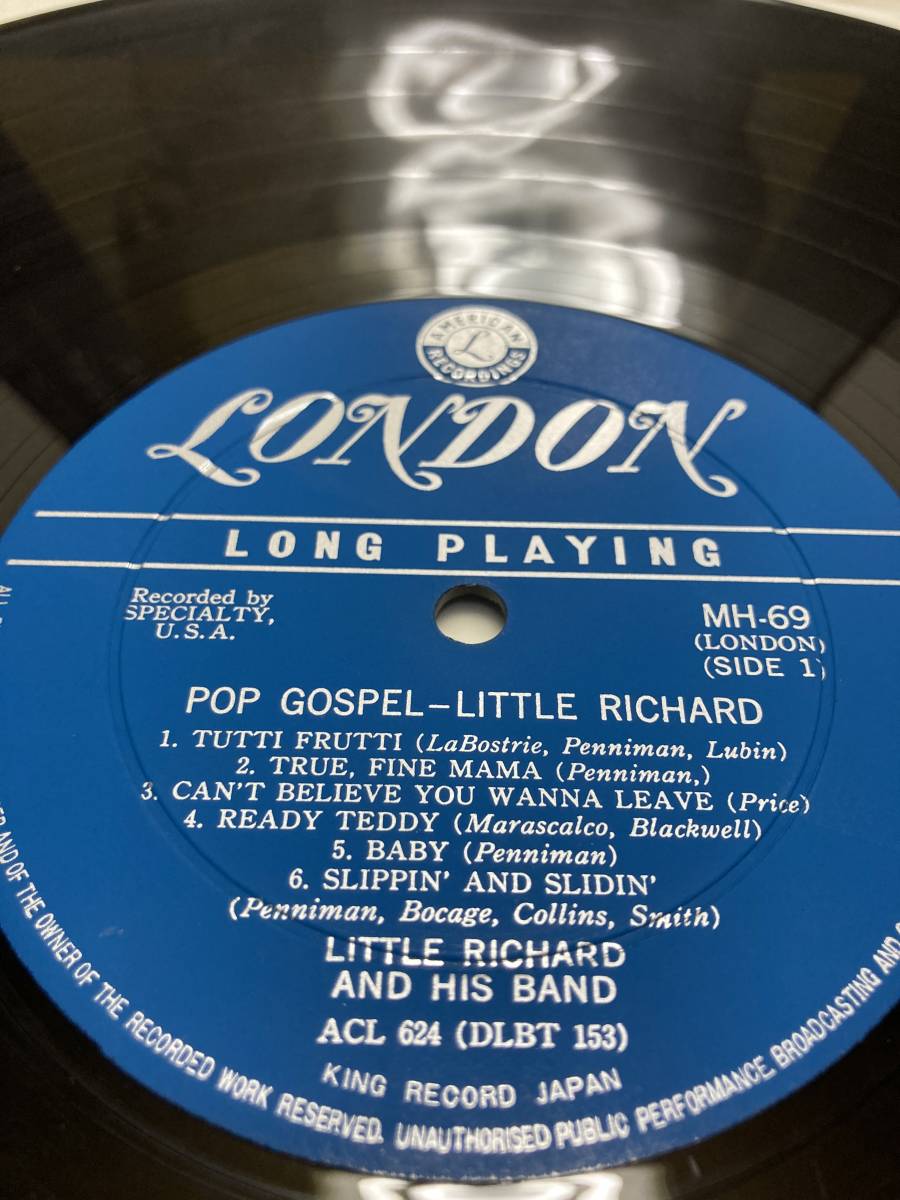 AMERICAN
L
RECORDINGS
LONDON
LONG PLAYING
Recorded by
SPECIALTY,
U.S.A.
MH-69
(LONDON)
(SIDE 1)
POP GOSPEL-LITTLE RICHARD
1. TUTTI FRUTTI (LaBostrie, Penniman, Lubin)
2. TRUE, FINE MAMA (Penniman,)
3. CAN'T BELIEVE YOU WANNA LEAVE (Price)
4. READY TEDDY (Marascalco, Blackwell)
5. BABY (Penniman)
6. SLIPPIN' AND SLIDIN'
(Penniman, Bocage, Collins, Smith)
LITTLE RICHARD
AND HIS BAND
ACL 624 (DLBT 153)
KING RECORD JAPAN
AND OF THE OWNER OF THE RECORDED WORK RESERVED. UNAUTHORISED PUBLIC PERFORMANCE BROADCASTING AND